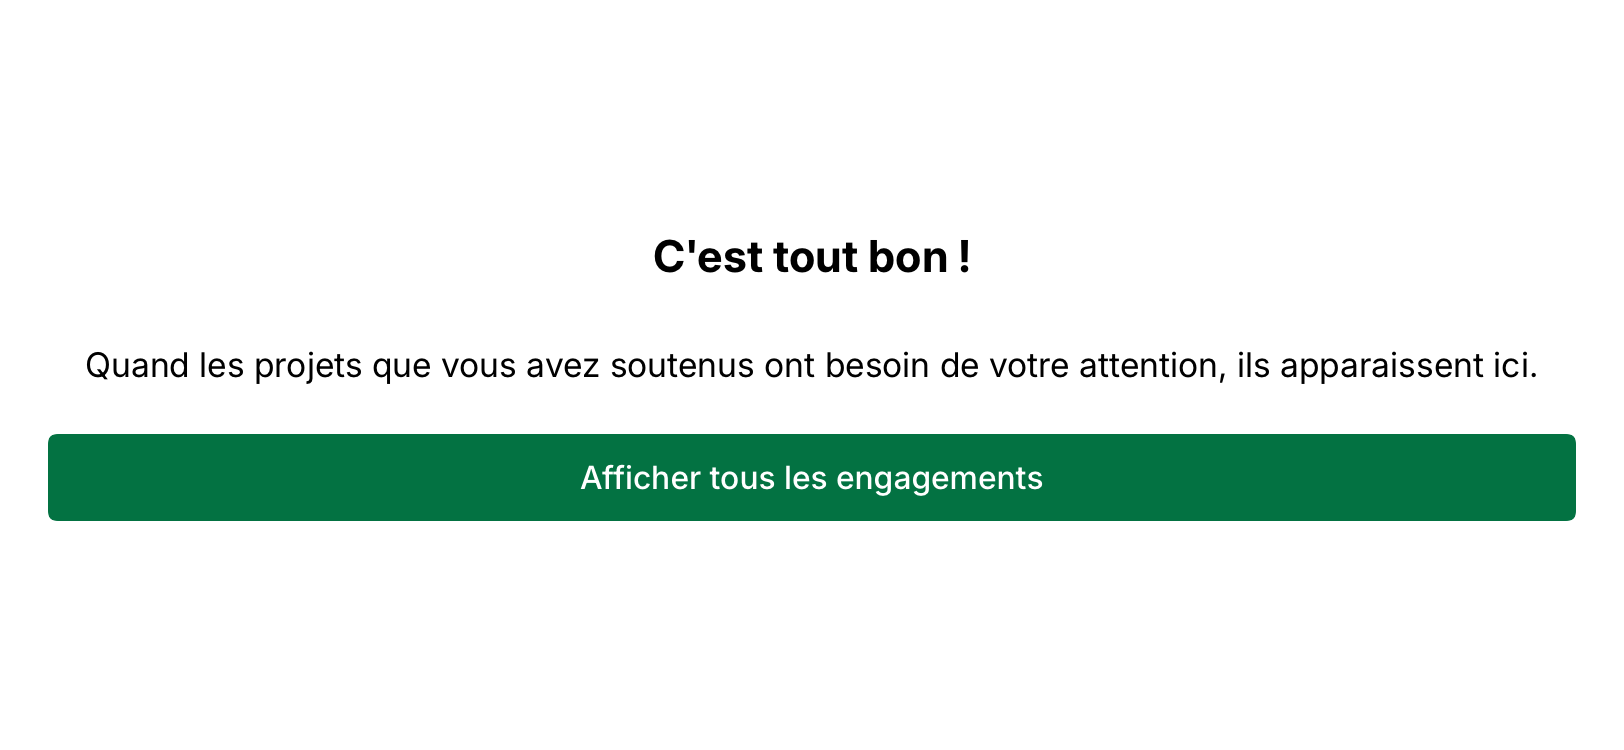 C'est tout bon !
Quand les projets que vous avez soutenus ont besoin de votre attention, ils apparaissent ici.
Afficher tous les engagements